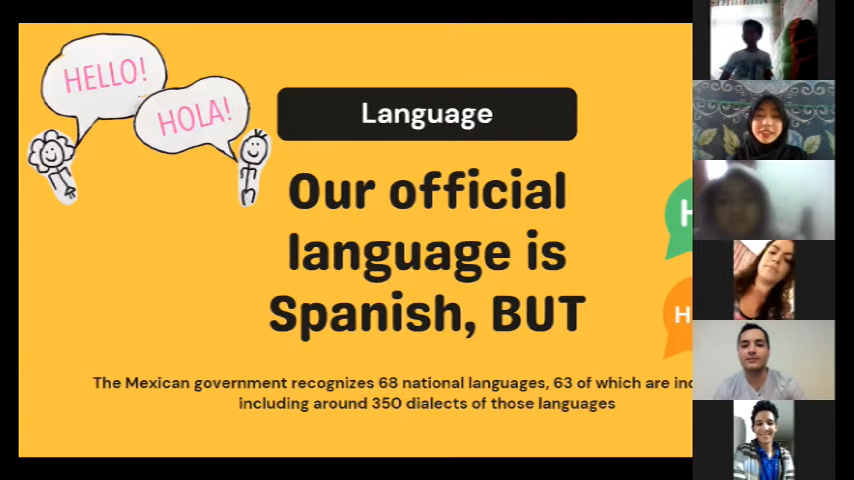 HELLO!
HOLA!
Language
Our official
language is
Spanish, BUT
H
H
The Mexican government recognizes 68 national languages, 63 of which are
including around 350 dialects of those languages